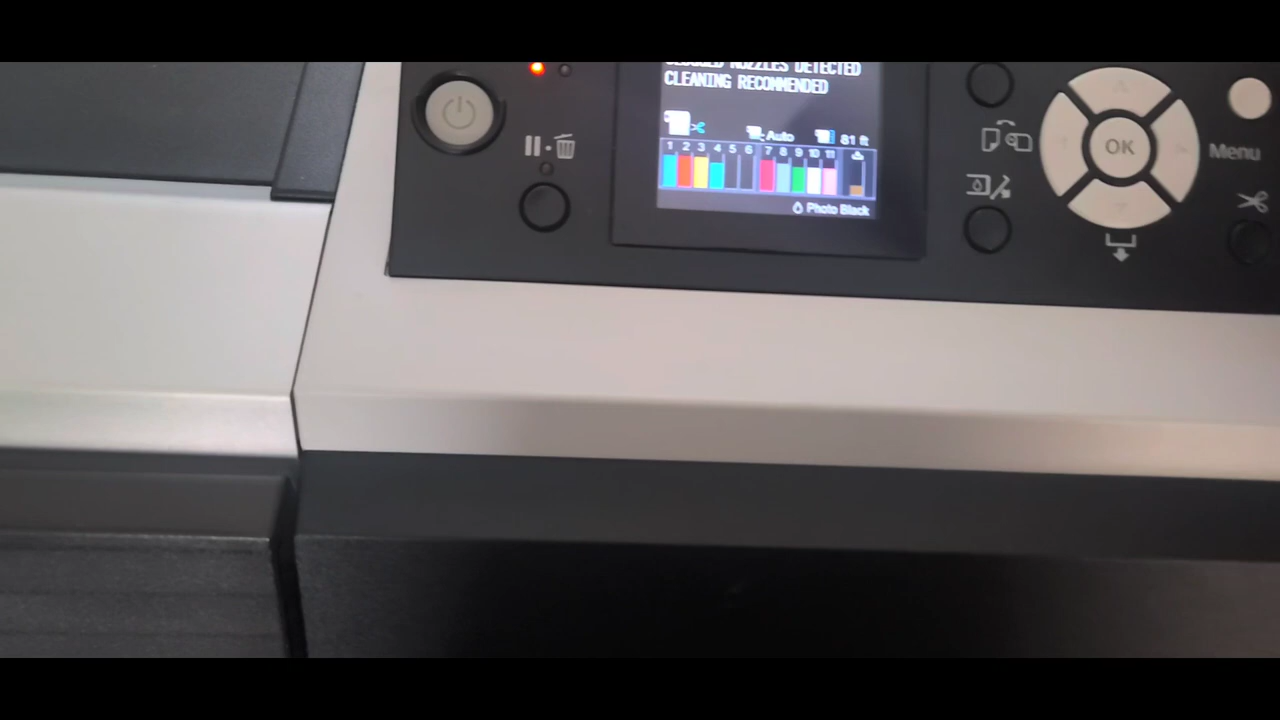 NOZZLES DETECTED
CLEANING RECOMMENDED
Auto
81 ft
1 2 3 4 5 6 7 8 9 10 11
Photo Black
OK
Menu